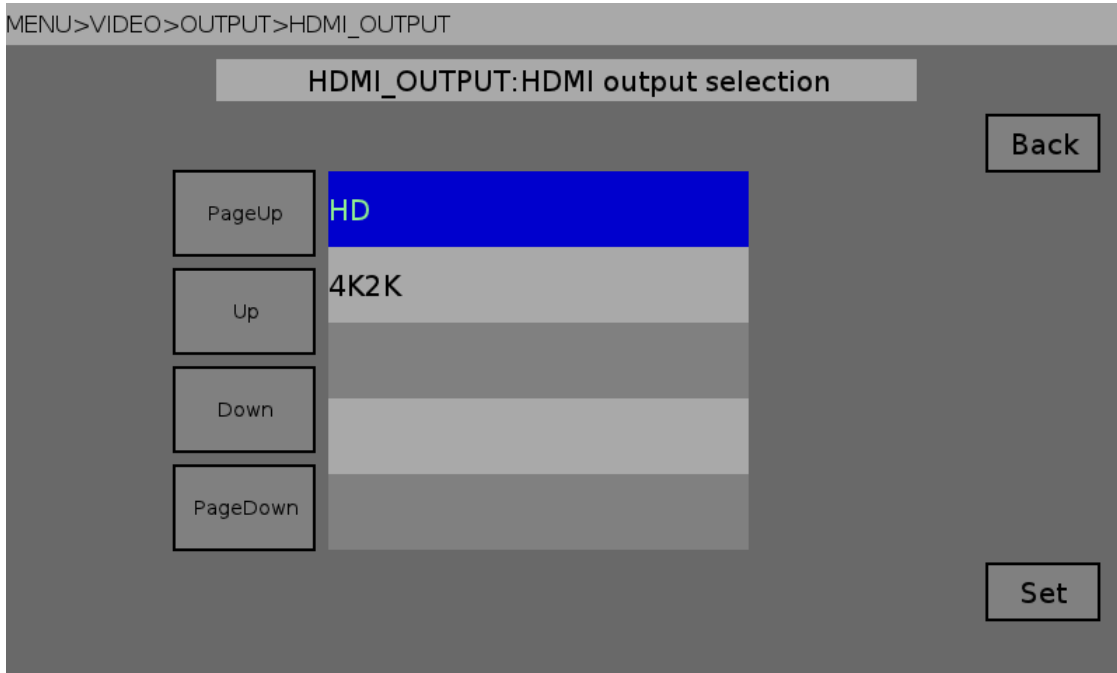 MENU>VIDEO>OUTPUT>HDMI_OUTPUT
HDMI_OUTPUT:HDMI output selection
Back
PageUp
HD
Up
4K2K
Down
PageDown
Set